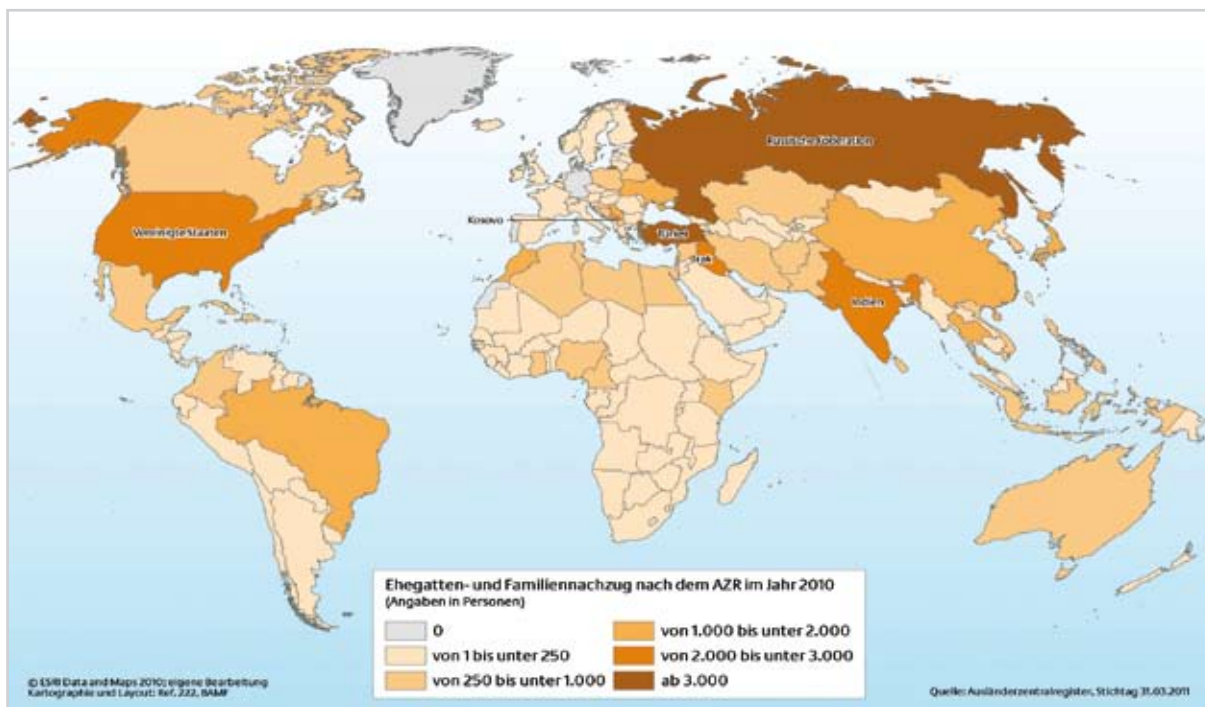 Russische Föderation
Kosovo
Vereinigte Staaten
Türkei
Irak
Indien
Ehegatten- und Familiennachzug nach dem AZR im Jahr 2010
(Angaben in Personen)
0
von 1 bis unter 250
von 250 bis unter 1.000
von 1.000 bis unter 2.000
von 2.000 bis unter 3.000
ab 3.000
© ESRI Data and Maps 2010; eigene Bearbeitung
Kartographie und Layout: Ref. 222, BAMF
Quelle: Ausländerzentralregister, Stichtag 31.03.2011